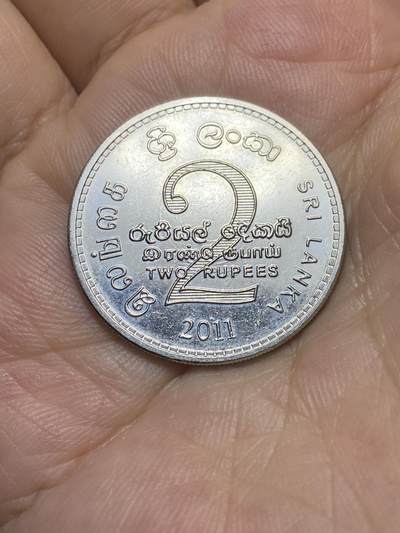 ශ්‍රී ලංකා
இலங்கை
SRI LANKA
2
රුපියල් දෙකයි
இரண்டு ரூபாய்
TWO RUPEES
2011